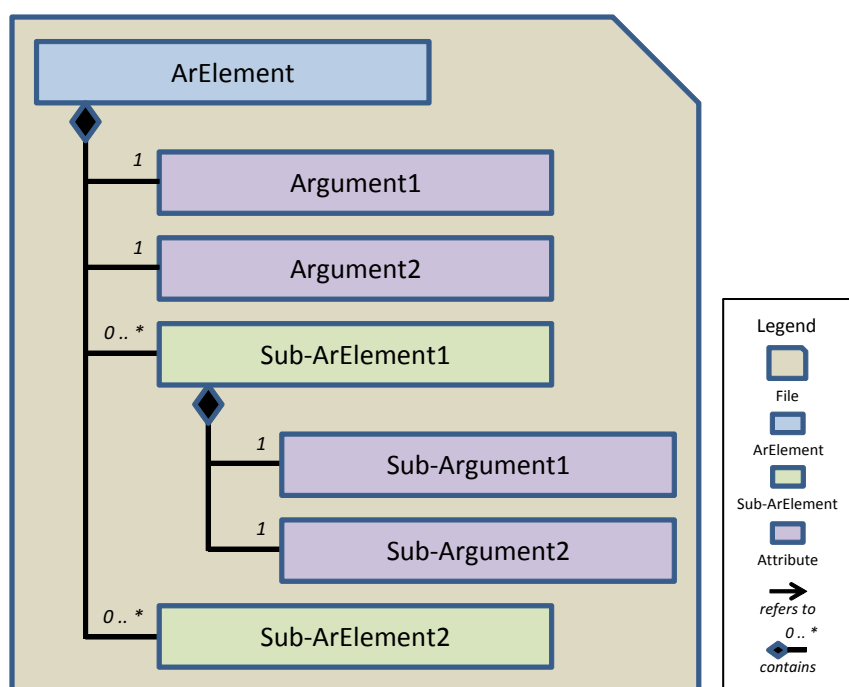 ArElement
1
Argument1
1
Argument2
0 .. *
Sub-ArElement1
1
Sub-Argument1
1
Sub-Argument2
0 .. *
Sub-ArElement2
Legend
File
ArElement
Sub-ArElement
Attribute
refers to
0 .. *
contains